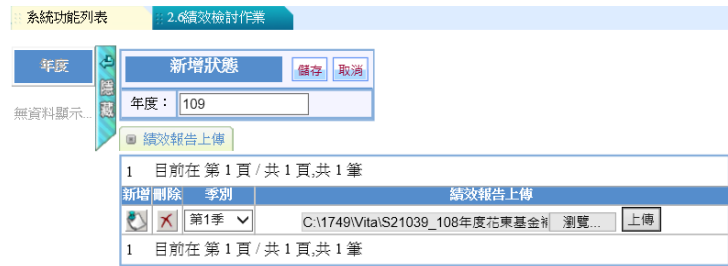 系統功能列表 2.6績效檢討作業
年度 新增狀態 儲存 取消
隱藏
無資料顯示... 年度： 109
績效報告上傳
1 目前在 第 1 頁 / 共 1 頁,共 1 筆
新增 刪除 季別 績效報告上傳
第1季 C:\1749\Vita\S21039_108年度花東基金補 瀏覽... 上傳
1 目前在 第 1 頁 / 共 1 頁,共 1 筆